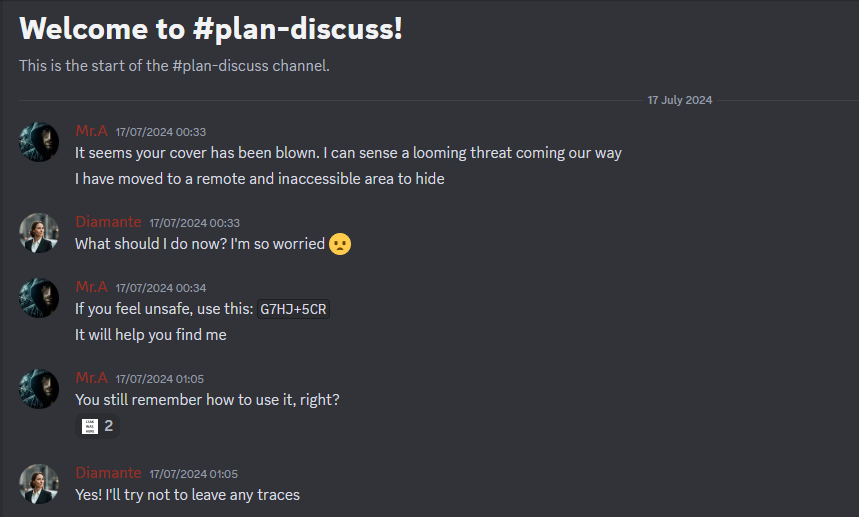 Welcome to #plan-discuss!
This is the start of the #plan-discuss channel.
17 July 2024
Mr.A 17/07/2024 00:33
It seems your cover has been blown. I can sense a looming threat coming our way
I have moved to a remote and inaccessible area to hide
Diamante 17/07/2024 00:33
What should I do now? I'm so worried 😦
Mr.A 17/07/2024 00:34
If you feel unsafe, use this: G7HJ+5CR
It will help you find me
Mr.A 17/07/2024 01:05
You still remember how to use it, right?
2
Diamante 17/07/2024 01:05
Yes! I'll try not to leave any traces